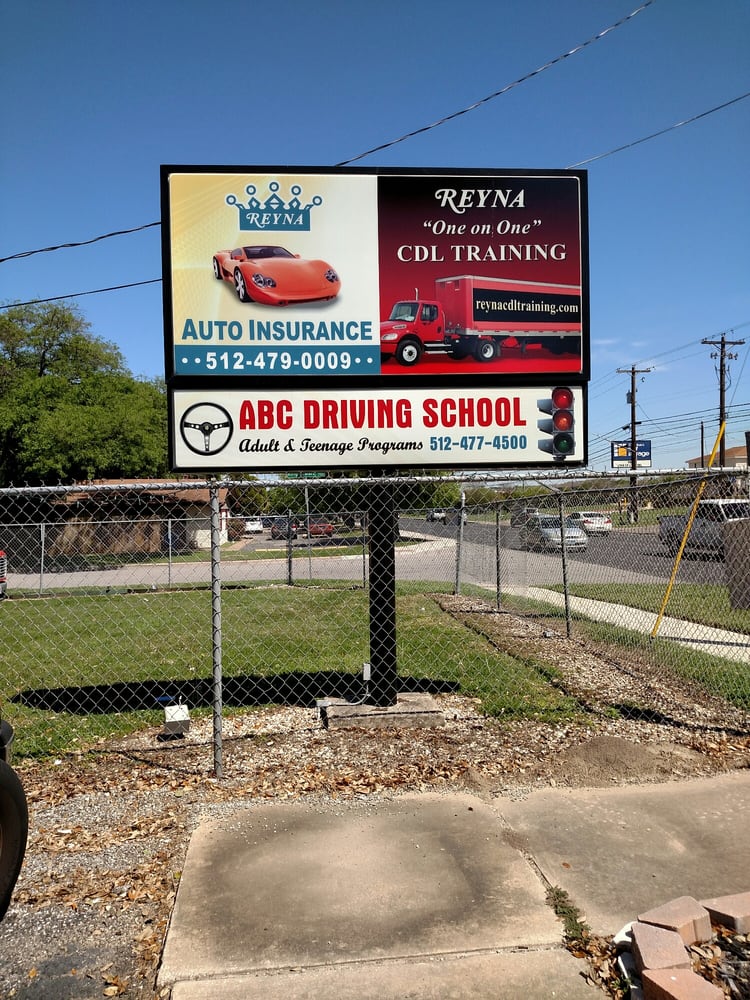 REYNA
AUTO INSURANCE
••512-479-0009••
REYNA
“One on One”
CDL TRAINING
reynacdltraining.com
ABC DRIVING SCHOOL
Adult & Teenage Programs 512-477-4500